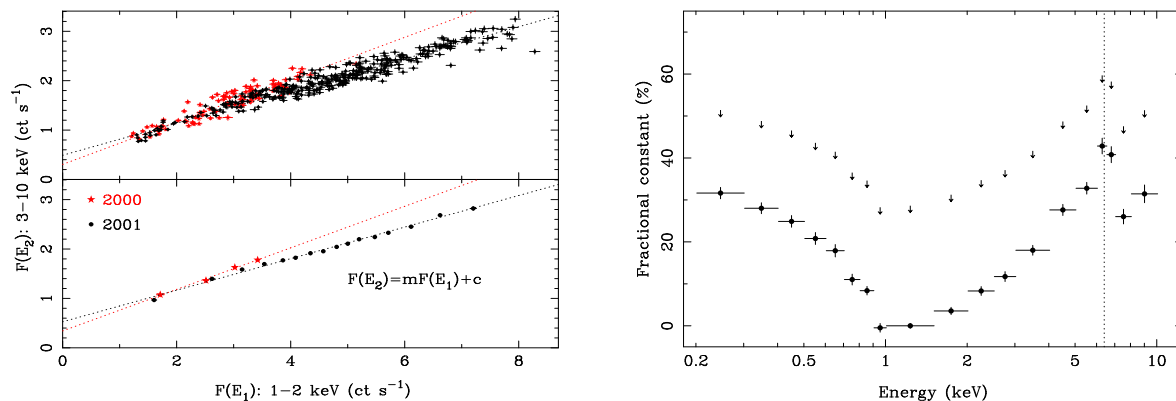 3
2
1
0
3
2
1
0
F(E₂): 3−10 keV (ct s⁻¹)
2000
2001
F(E₂)=mF(E₁)+c
0 2 4 6 8
F(E₁): 1−2 keV (ct s⁻¹)
60
40
20
0
Fractional constant (%)
0.2 0.5 1 2 5 10
Energy (keV)